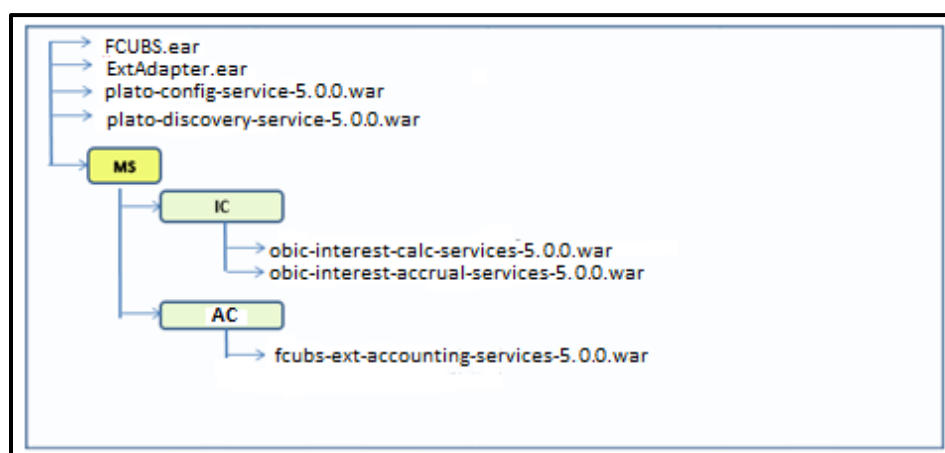 FCUBS.ear
ExtAdapter.ear
plato-config-service-5.0.0.war
plato-discovery-service-5.0.0.war
MS
IC
obic-interest-calc-services-5.0.0.war
obic-interest-accrual-services-5.0.0.war
AC
fcubs-ext-accounting-services-5.0.0.war